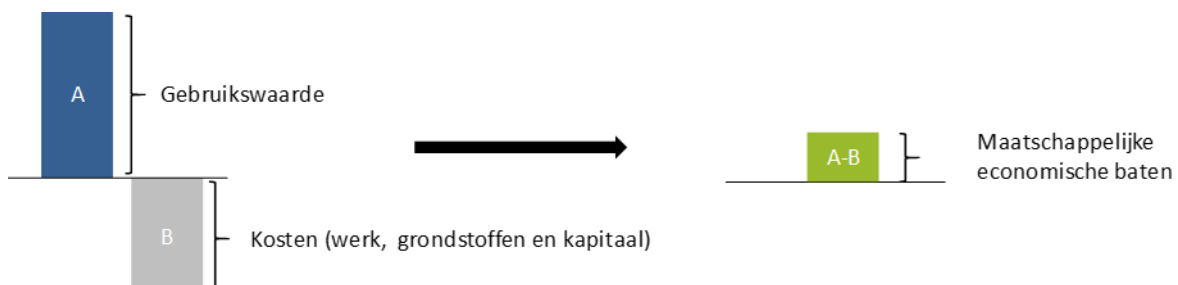 A
Gebruikswaarde
B
Kosten (werk, grondstoffen en kapitaal)
A-B
Maatschappelijke
economische baten